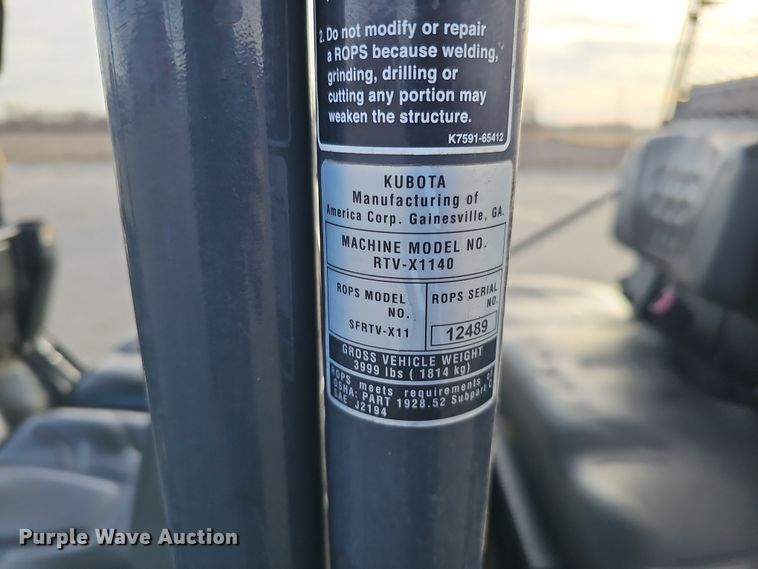 2. Do not modify or repair
a ROPS because welding,
grinding, drilling or
cutting any portion may
weaken the structure.
K7591-65412
KUBOTA
Manufacturing of
America Corp. Gainesville, GA.
MACHINE MODEL NO.
RTV-X1140
ROPS MODEL NO.
SFRTV-X11
ROPS SERIAL NO.
12489
GROSS VEHICLE WEIGHT
3999 lbs ( 1814 kg)
ROPS meets requirements of
OSHA: PART 1928.52 Subpart C
SAE J2194
Purple Wave Auction